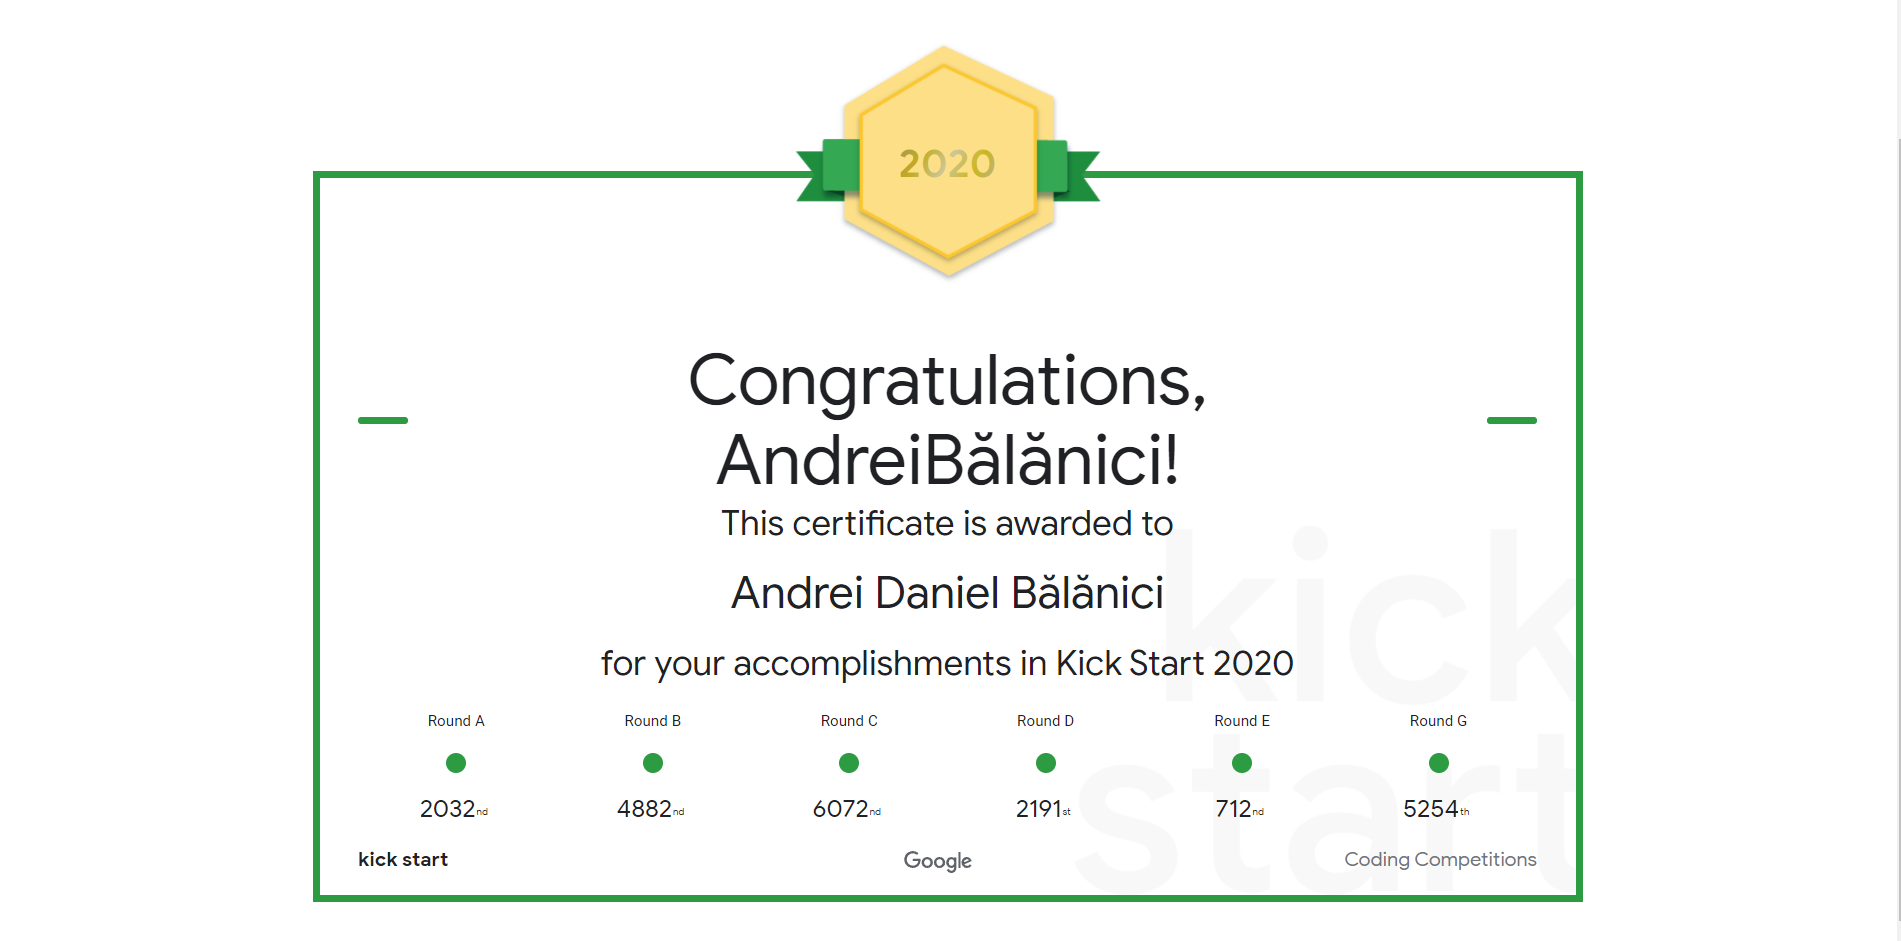 2020
Congratulations,
AndreiBălănici!
This certificate is awarded to
Andrei Daniel Bălănici
for your accomplishments in Kick Start 2020
Round A Round B Round C Round D Round E Round G
2032nd 4882nd 6072nd 2191st 712nd 5254th
kick start Google Coding Competitions
kick
start